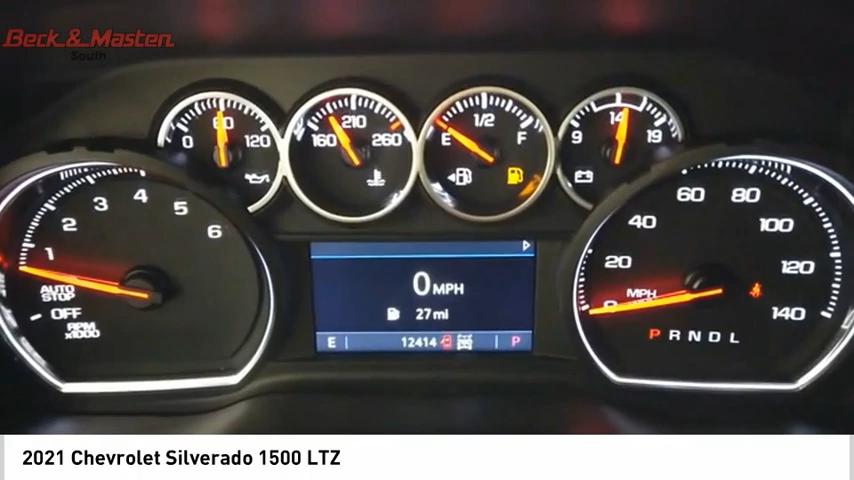 Beck & Masten
South
0 60 120
160 210 260
E 1/2 F
9 14 19
1 2 3 4 5 6
AUTO
STOP
OFF
RPM
x1000
0 MPH
27 mi
E 12414 P
0 20 40 60 80 100 120 140
MPH
P R N D L
2021 Chevrolet Silverado 1500 LTZ